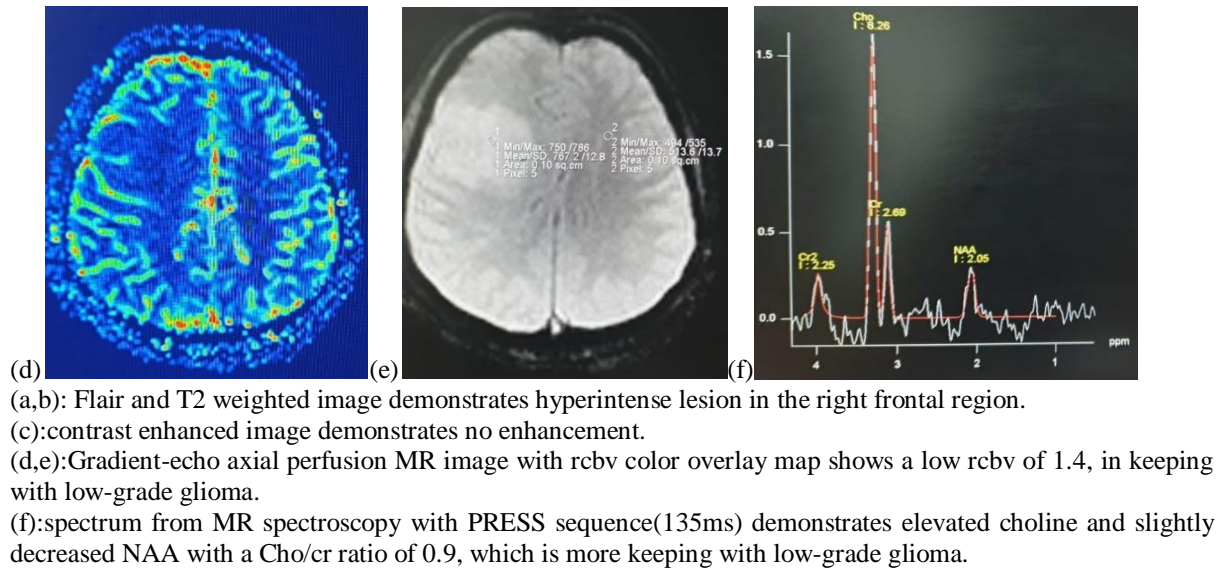 Cho
I : 8.26
1.5
1 2
1 Min/Max: 750 /786 2 Min/Max: 494 /535
1 Mean/SD: 767.2 /12.8 2 Mean/SD: 513.6 /13.7
1 Area: 0.10 sq.cm 2 Area: 0.10 sq.cm
1 Pixel: 5 2 Pixel: 5
1.0
Cr
I : 2.69
0.5
Cr2
I : 2.25
NAA
I : 2.05
0.0
ppm
4 3 2 1
(d) (e) (f)
(a,b): Flair and T2 weighted image demonstrates hyperintense lesion in the right frontal region.
(c):contrast enhanced image demonstrates no enhancement.
(d,e):Gradient-echo axial perfusion MR image with rcbv color overlay map shows a low rcbv of 1.4, in keeping
with low-grade glioma.
(f):spectrum from MR spectroscopy with PRESS sequence(135ms) demonstrates elevated choline and slightly
decreased NAA with a Cho/cr ratio of 0.9, which is more keeping with low-grade glioma.